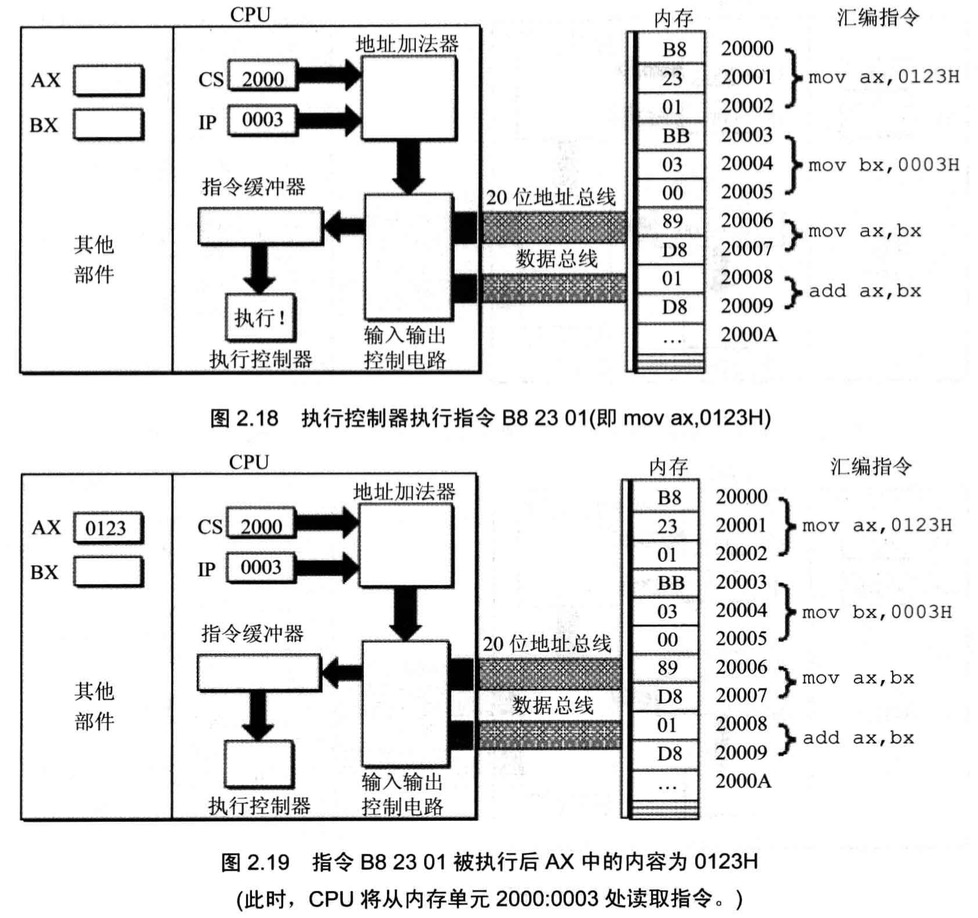 CPU
内存 汇编指令
地址加法器
B8 20000
AX CS 2000 23 20001 mov ax,0123H
01 20002
BX IP 0003 BB 20003
03 20004 mov bx,0003H
指令缓冲器 20位地址总线 00 20005
89 20006 mov ax,bx
其他 数据总线 D8 20007
部件 01 20008 add ax,bx
执行! D8 20009
执行控制器 输入输出 … 2000A
控制电路
图 2.18 执行控制器执行指令 B8 23 01(即 mov ax,0123H)
CPU
内存 汇编指令
地址加法器
B8 20000
AX 0123 CS 2000 23 20001 mov ax,0123H
01 20002
BX IP 0003 BB 20003
03 20004 mov bx,0003H
指令缓冲器 20位地址总线 00 20005
89 20006 mov ax,bx
其他 数据总线 D8 20007
部件 01 20008 add ax,bx
D8 20009
执行控制器 输入输出 … 2000A
控制电路
图 2.19 指令 B8 23 01 被执行后 AX 中的内容为 0123H
(此时，CPU 将从内存单元 2000:0003 处读取指令。)